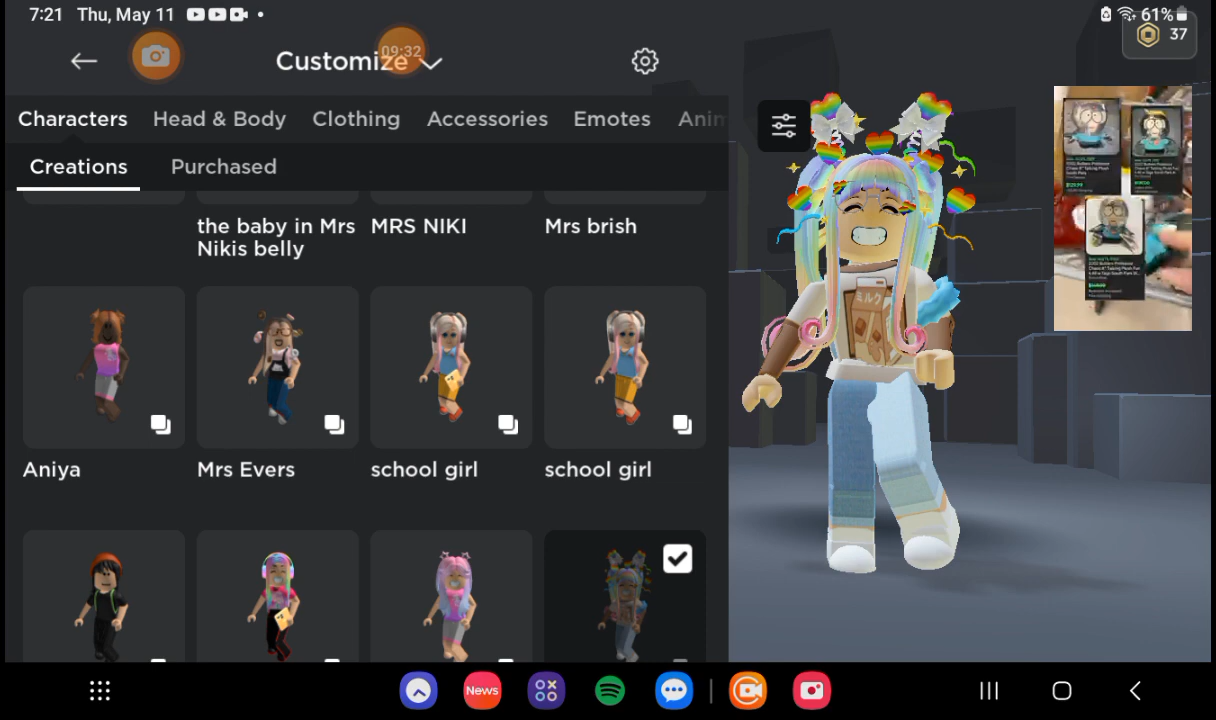 7:21 Thu, May 11
61%
37
09:32
Customize
Characters Head & Body Clothing Accessories Emotes Anim
Creations Purchased
the baby in Mrs
Nikis belly
MRS NIKI
Mrs brish
Aniya
Mrs Evers
school girl
school girl
ミルク
News